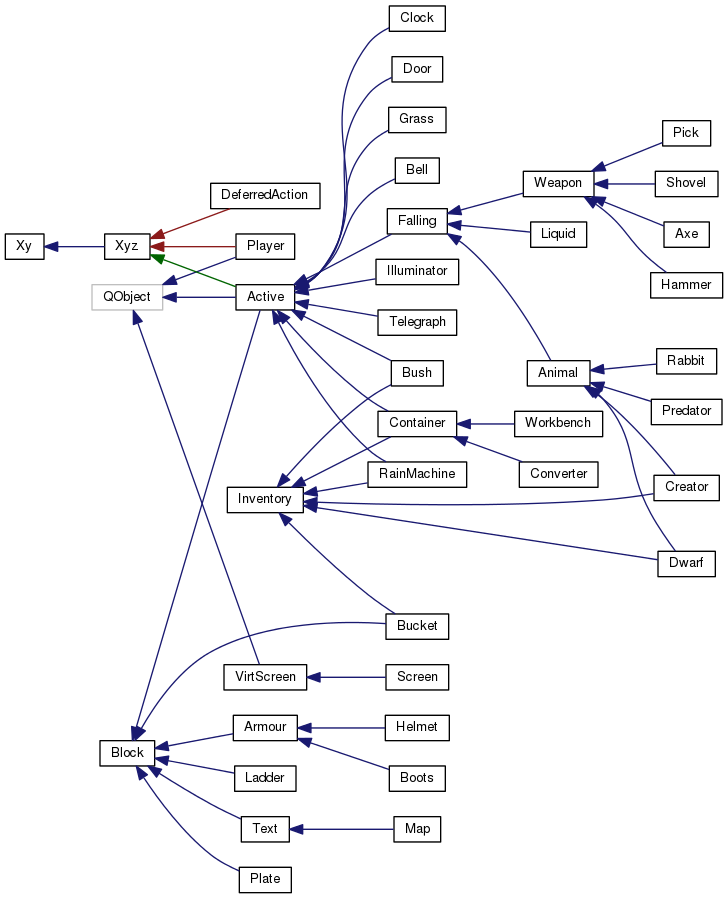 Clock
Door
Grass
Pick
Bell
Weapon
Shovel
DeferredAction
Falling
Liquid
Axe
Xy
Xyz
Player
Illuminator
Hammer
QObject
Active
Telegraph
Bush
Animal
Rabbit
Container
Workbench
Predator
RainMachine
Converter
Inventory
Creator
Dwarf
Bucket
VirtScreen
Screen
Armour
Helmet
Block
Ladder
Boots
Text
Map
Plate